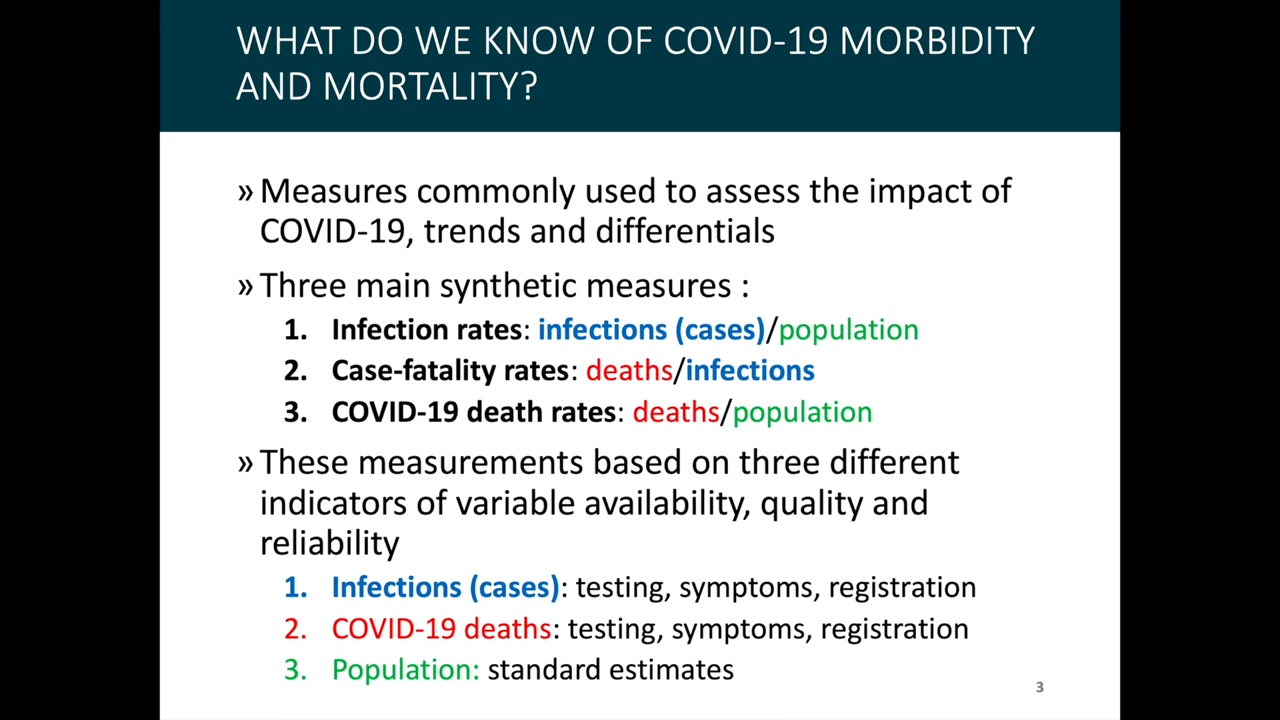 WHAT DO WE KNOW OF COVID-19 MORBIDITY
AND MORTALITY?
» Measures commonly used to assess the impact of
COVID-19, trends and differentials
» Three main synthetic measures :
1. Infection rates: infections (cases)/population
2. Case-fatality rates: deaths/infections
3. COVID-19 death rates: deaths/population
» These measurements based on three different
indicators of variable availability, quality and
reliability
1. Infections (cases): testing, symptoms, registration
2. COVID-19 deaths: testing, symptoms, registration
3. Population: standard estimates
3